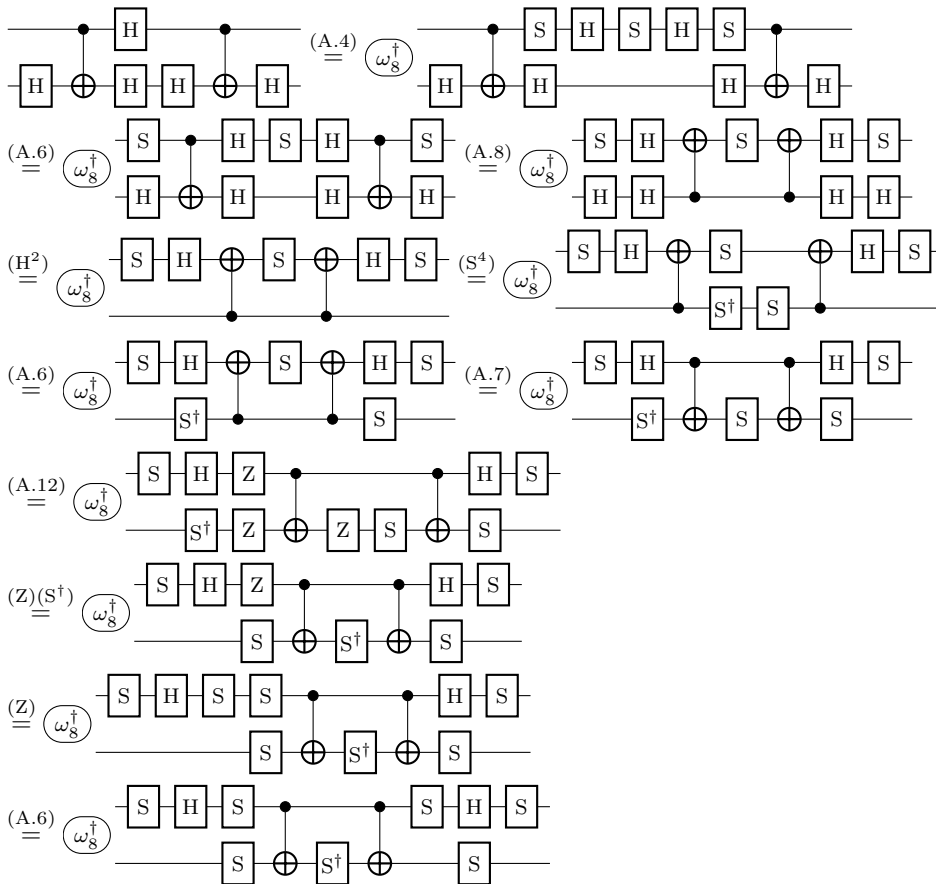 H
H H H H
(A.4)
= ω₈†
S H S H S
H H H H
(A.6)
= ω₈†
S H S H S
H H H H
(A.8)
= ω₈†
S H S H S
H H H H
(H²)
= ω₈†
S H S H S
(S⁴)
= ω₈†
S H S H S
S† S
(A.6)
= ω₈†
S H S H S
S† S
(A.7)
= ω₈†
S H H S
S† S S
(A.12)
= ω₈†
S H Z H S
S† Z Z S S
(Z)(S†)
= ω₈†
S H Z H S
S S† S
(Z)
= ω₈†
S H S S H S
S S† S
(A.6)
= ω₈†
S H S S H S
S S† S